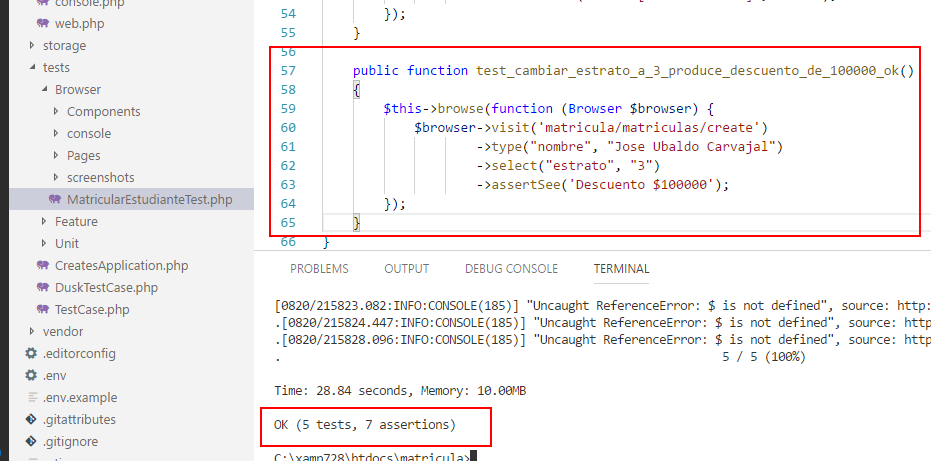 console.php
web.php
storage
tests
Browser
Components
console
Pages
screenshots
MatricularEstudianteTest.php
Feature
Unit
CreatesApplication.php
DuskTestCase.php
TestCase.php
vendor
.editorconfig
.env
.env.example
.gitattributes
.gitignore
54 });
55 }
56
57 public function test_cambiar_estrato_a_3_produce_descuento_de_100000_ok()
58 {
59 $this->browse(function (Browser $browser) {
60 $browser->visit('matricula/matriculas/create')
61 ->type("nombre", "Jose Ubaldo Carvajal")
62 ->select("estrato", "3")
63 ->assertSee('Descuento $100000');
64 });
65 }
66 }
PROBLEMS OUTPUT DEBUG CONSOLE TERMINAL
[0820/215823.082:INFO:CONSOLE(185)] "Uncaught ReferenceError: $ is not defined", source: http:
.[0820/215824.447:INFO:CONSOLE(185)] "Uncaught ReferenceError: $ is not defined", source: http
.[0820/215828.096:INFO:CONSOLE(185)] "Uncaught ReferenceError: $ is not defined", source: http
. 5 / 5 (100%)
Time: 28.84 seconds, Memory: 10.00MB
OK (5 tests, 7 assertions)
C:\xamp728\htdocs\matricula>